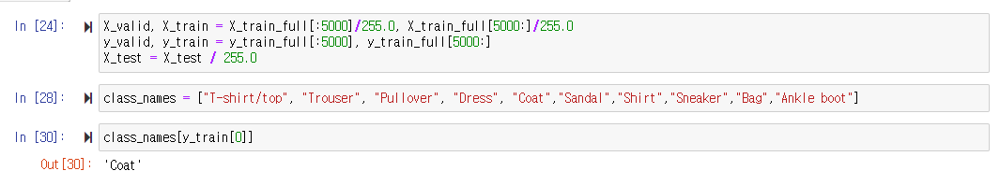 In [24]: X_valid, X_train = X_train_full[:5000]/255.0, X_train_full[5000:]/255.0
y_valid, y_train = y_train_full[:5000], y_train_full[5000:]
X_test = X_test / 255.0
In [28]: class_names = ["T-shirt/top", "Trouser", "Pullover", "Dress", "Coat","Sandal","Shirt","Sneaker","Bag","Ankle boot"]
In [30]: class_names[y_train[0]]
Out[30]: 'Coat'